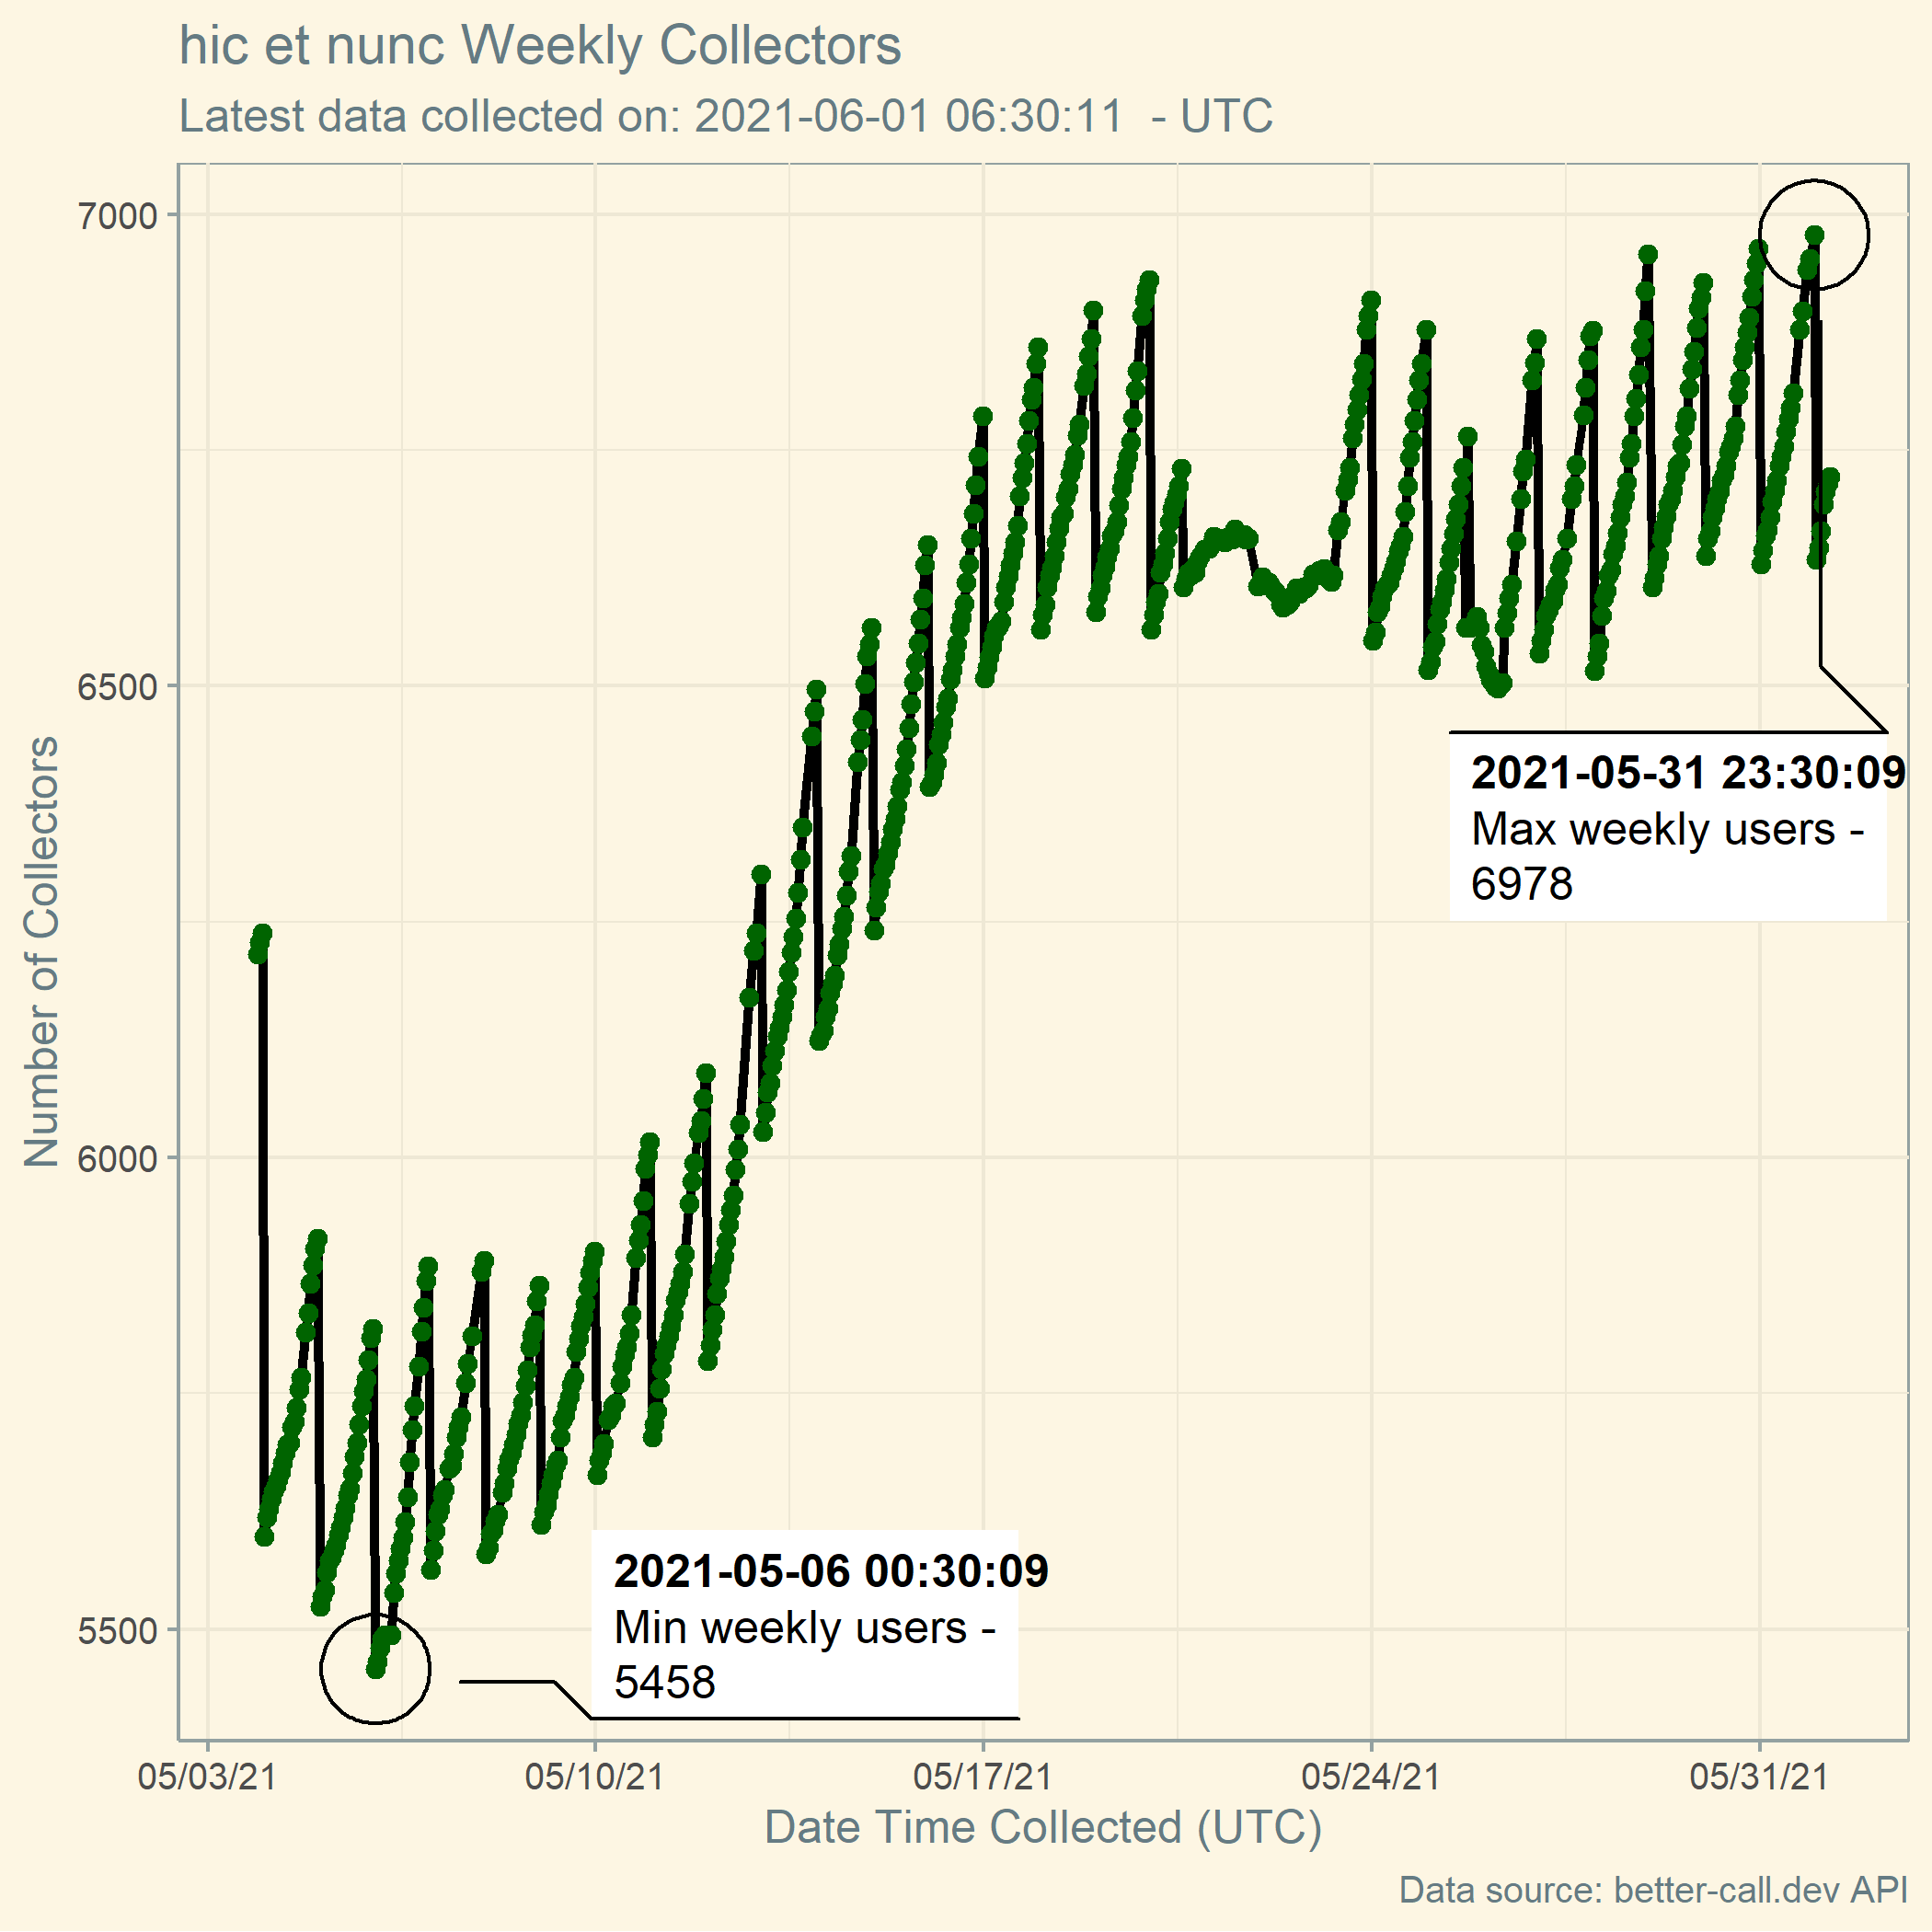 hic et nunc Weekly Collectors
Latest data collected on: 2021-06-01 06:30:11  - UTC
7000
6500
6000
5500
Number of Collectors
2021-05-31 23:30:09
Max weekly users -
6978
2021-05-06 00:30:09
Min weekly users -
5458
05/03/21
05/10/21
05/17/21
05/24/21
05/31/21
Date Time Collected (UTC)
Data source: better-call.dev API